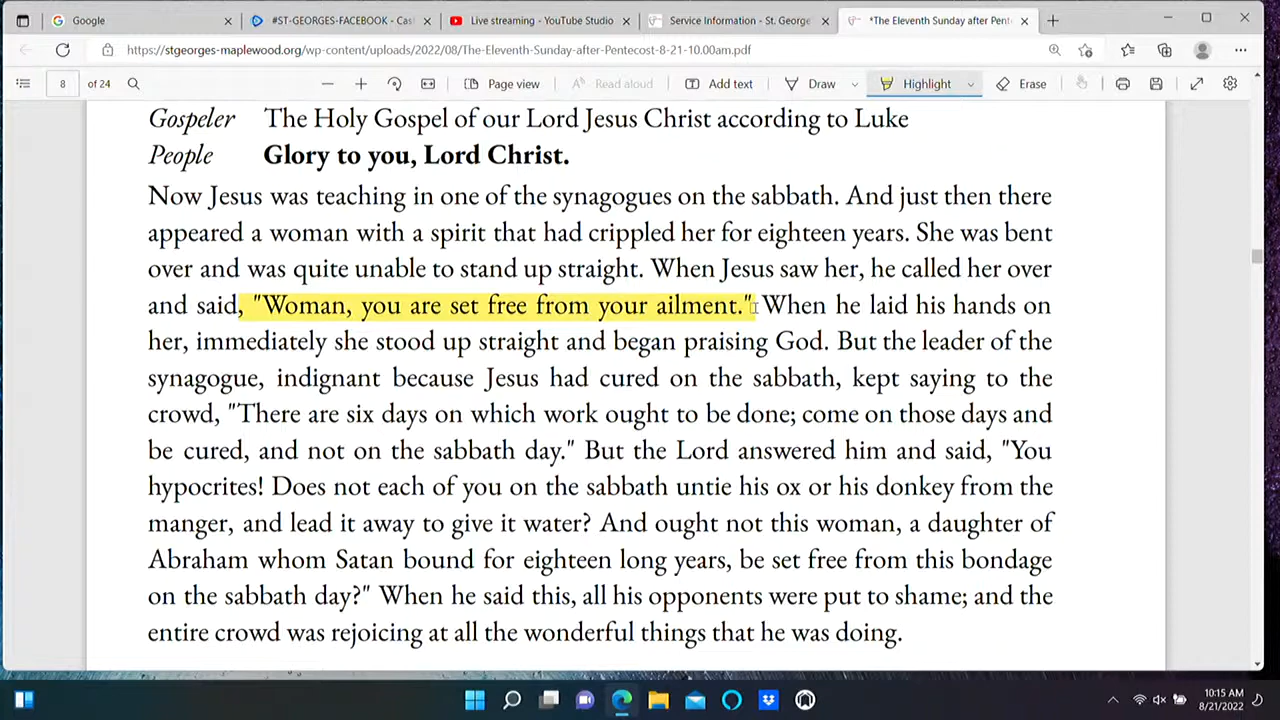 Google
#ST-GEORGES-FACEBOOK - Cas
Live streaming - YouTube Studio
Service Information - St. George
*The Eleventh Sunday after Pent
https://stgeorges-maplewood.org/wp-content/uploads/2022/08/The-Eleventh-Sunday-after-Pentecost-8-21-10.00am.pdf
8 of 24
Page view
Read aloud
Add text
Draw
Highlight
Erase
Gospeler The Holy Gospel of our Lord Jesus Christ according to Luke
People Glory to you, Lord Christ.
Now Jesus was teaching in one of the synagogues on the sabbath. And just then there
appeared a woman with a spirit that had crippled her for eighteen years. She was bent
over and was quite unable to stand up straight. When Jesus saw her, he called her over
and said, "Woman, you are set free from your ailment." When he laid his hands on
her, immediately she stood up straight and began praising God. But the leader of the
synagogue, indignant because Jesus had cured on the sabbath, kept saying to the
crowd, "There are six days on which work ought to be done; come on those days and
be cured, and not on the sabbath day." But the Lord answered him and said, "You
hypocrites! Does not each of you on the sabbath untie his ox or his donkey from the
manger, and lead it away to give it water? And ought not this woman, a daughter of
Abraham whom Satan bound for eighteen long years, be set free from this bondage
on the sabbath day?" When he said this, all his opponents were put to shame; and the
entire crowd was rejoicing at all the wonderful things that he was doing.
10:15 AM
8/21/2022